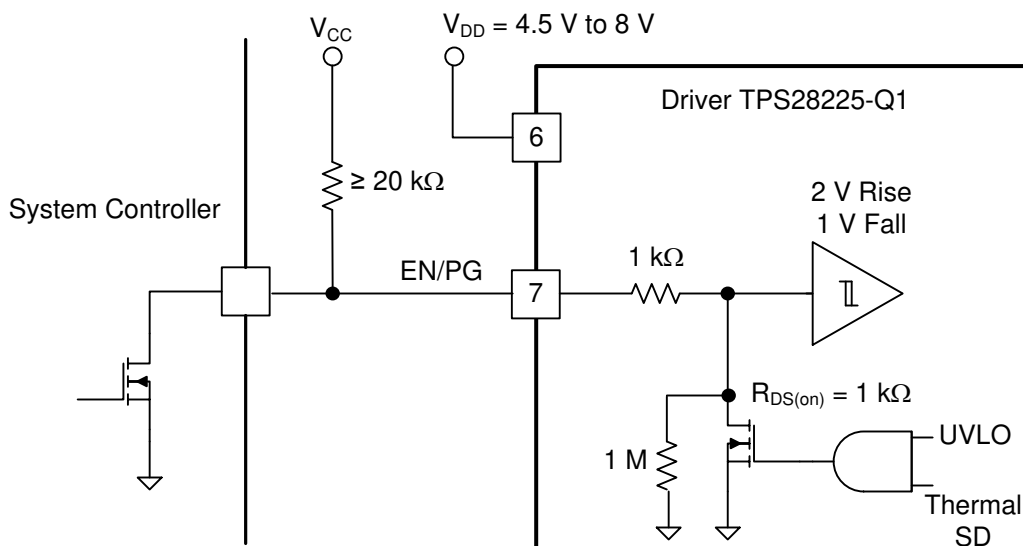 V_CC
V_DD = 4.5 V to 8 V
Driver TPS28225-Q1
6
≥ 20 kΩ
System Controller
2 V Rise
1 V Fall
EN/PG
1 kΩ
7
R_DS(on) = 1 kΩ
UVLO
1 M
Thermal
SD